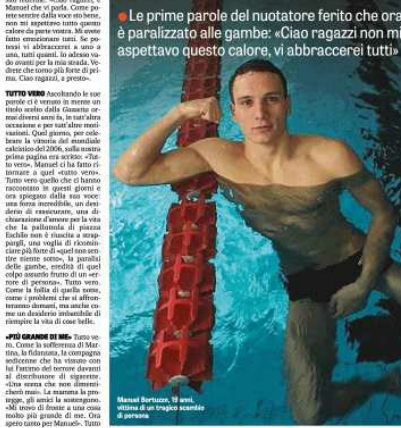 Manuel che vi parla. Come po-
tete sentire dalla voce sto bene,
non mi aspettavo tutto questo
calore da parte vostra. Mi avete
fatto emozionare tutti. Se po-
tessi vi abbraccerei a uno a
uno, tutti quanti. Io adesso va-
do avanti per la mia strada. Ve-
drete che torno più forte di pri-
ma. Ciao ragazzi, a presto».
TUTTO VERO Ascoltando le sue
parole ci è venuto in mente un
titolo scelto dalla Gazzetta or-
mai diversi anni fa, in tutt'altra
occasione e per tutt'altre moti-
vazioni. Quel giorno, per cele-
brare la vittoria del mondiale
calcistico del 2006, sulla nostra
prima pagina era scritto: «Tut-
to vero». Manuel ci ha fatto ri-
tornare a quel «tutto vero».
Tutto vero quello che ci hanno
raccontato in questi giorni e
ora spiegato dalla sua voce:
una forza incredibile, un desi-
derio di rassicurare, una di-
chiarazione d'amore per la vita
che la pallottola di piazza
Eschilo non è riuscita a strap-
pargli, una voglia di ricomin-
ciare più forte di «quel non sen-
tire niente sotto», la paralisi
delle gambe, eredità di quel
colpo assurdo frutto di un «er-
rore di persona». Tutto vero.
Come la follia di quella notte,
come i problemi che si affron-
teranno domani, ma anche co-
me un desiderio imbattibile di
riempire la vita di cose belle.
«PIÙ GRANDE DI ME» Tutto ve-
ro. Come la sofferenza di Mar-
tina, la fidanzata, la compagna
sedicenne che ha vissuto con
lui l'attimo del terrore davanti
al distributore di sigarette.
«Una scena che non dimenti-
cherò mai». La mamma la pro-
tegge, gli amici la sostengono.
«Mi trovo di fronte a una cosa
molto più grande di me. Ora
spero tanto per Manuel». Tutto
● Le prime parole del nuotatore ferito che ora
è paralizzato alle gambe: «Ciao ragazzi non mi
aspettavo questo calore, vi abbraccerei tutti»
Manuel Bortuzzo, 19 anni,
vittima di un tragico scambio
di persona